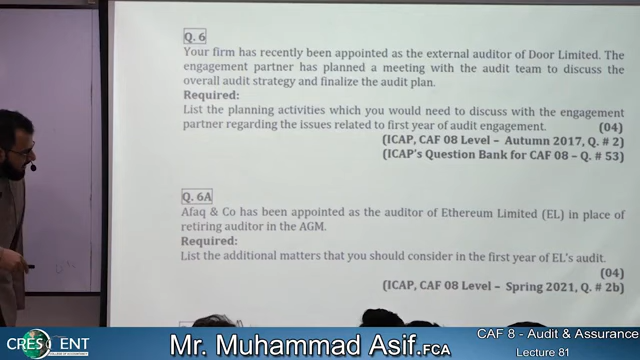 Q. 6
Your firm has recently been appointed as the external auditor of Door Limited. The
engagement partner has planned a meeting with the audit team to discuss the
overall audit strategy and finalize the audit plan.
Required:
List the planning activities which you would need to discuss with the engagement
partner regarding the issues related to first year of audit engagement. (04)
(ICAP, CAF 08 Level – Autumn 2017, Q. # 2)
(ICAP's Question Bank for CAF 08 – Q. # 53)
Q. 6A
Afaq & Co has been appointed as the auditor of Ethereum Limited (EL) in place of
retiring auditor in the AGM.
Required:
List the additional matters that you should consider in the first year of EL's audit.
(04)
(ICAP, CAF 08 Level – Spring 2021, Q. # 2b)
CRESCENT
COLLEGE OF ACCOUNTANCY
Mr. Muhammad Asif.FCA
CAF 8 - Audit & Assurance
Lecture 81